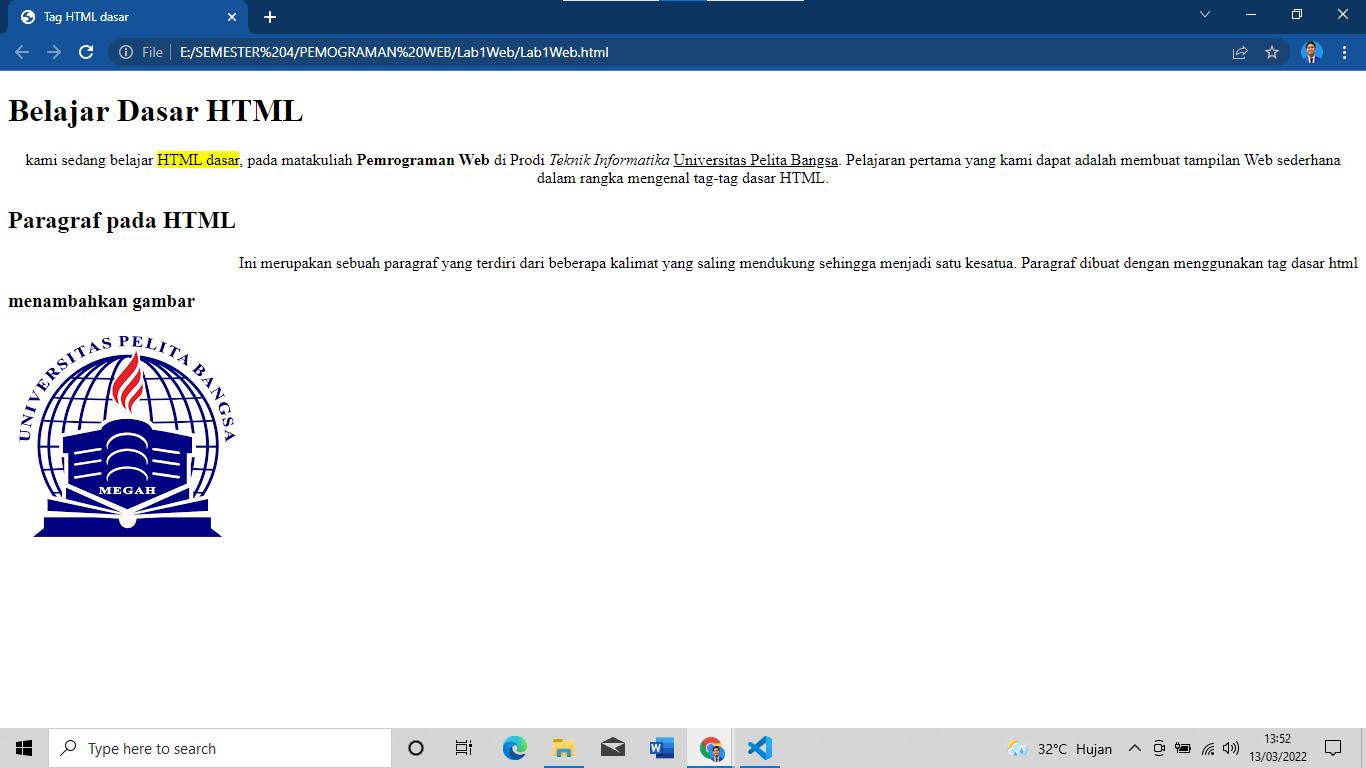 Tag HTML dasar
File
E:/SEMESTER%204/PEMOGRAMAN%20WEB/Lab1Web/Lab1Web.html
Belajar Dasar HTML
kami sedang belajar HTML dasar, pada matakuliah Pemrograman Web di Prodi Teknik Informatika Universitas Pelita Bangsa. Pelajaran pertama yang kami dapat adalah membuat tampilan Web sederhana
dalam rangka mengenal tag-tag dasar HTML.
Paragraf pada HTML
Ini merupakan sebuah paragraf yang terdiri dari beberapa kalimat yang saling mendukung sehingga menjadi satu kesatua. Paragraf dibuat dengan menggunakan tag dasar html
menambahkan gambar
UNIVERSITAS PELITA BANGSA
MEGAH
Type here to search
32°C Hujan
13:52
13/03/2022